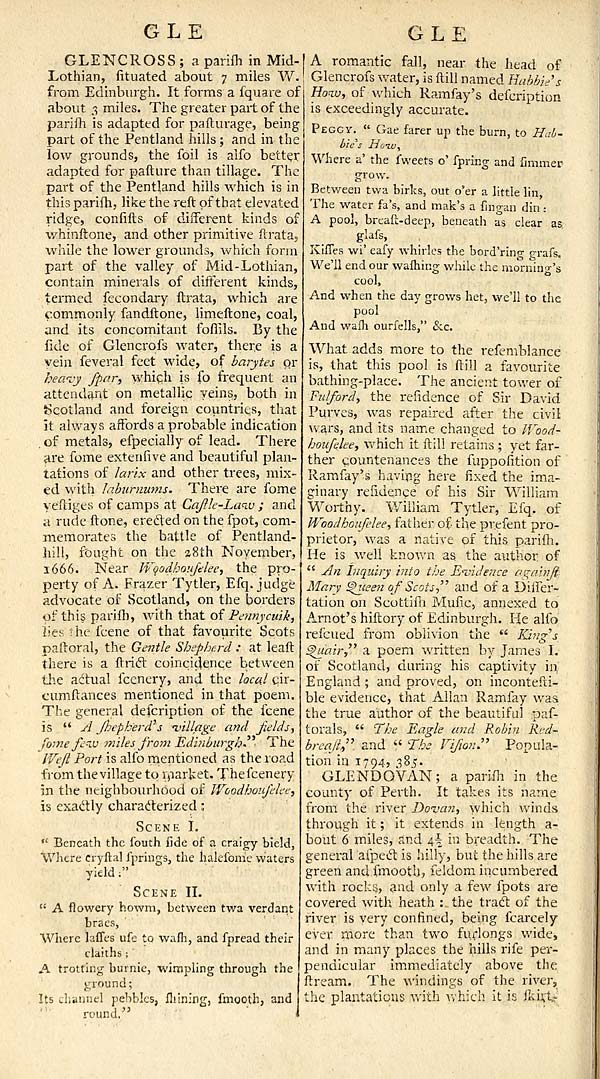 GLE
GLENCROSS; a pariſh in Mid-
Lothian, ſituated about 7 miles W.
from Edinburgh. It forms a ſquare of
about 3 miles. The greater part of the
pariſh is adapted for paſturage, being
part of the Pentland hills; and in the
low grounds, the ſoil is alſo better
adapted for paſture than tillage. The
part of the Pentland hills which is in
this pariſh, like the reſt of that elevated
ridge, conſiſts of different kinds of
whinſtone, and other primitive ſtrata,
while the lower grounds, which form
part of the valley of Mid-Lothian,
contain minerals of different kinds,
termed ſecondary ſtrata, which are
commonly ſandſtone, limeſtone, coal,
and its concomitant foſſils. By the
ſide of Glencroſs water, there is a
vein ſeveral feet wide, of barytes or
heavy ſpar, which is ſo frequent an
attendant on metallic veins, both in
Scotland and foreign countries, that
it always affords a probable indication
of metals, eſpecially of lead. There
are ſome extenſive and beautiful plan-
tations of larix and other trees, mix-
ed with laburnums. There are ſome
veſtiges of camps at Caſtle-Law; and
a rude ſtone, erected on the ſpot, com-
memorates the battle of Pentland-
hill, fought on the 28th November,
1666. Near Woodhouſelee, the pro-
perty of A. Frazer Tytler, Eſq. judge
advocate of Scotland, on the borders
of this pariſh, with that of Pennycuik,
lies the ſcene of that favourite Scots
paſtoral, the Gentle Shepherd: at leaſt
there is a ſtrict coincidence between
the actual ſcenery, and the local cir-
cumſtances mentioned in that poem.
The general deſcription of the ſcene
is " A ſhepherd's village and fields,
ſome few miles from Edinburgh." The
Weſt Port is alſo mentioned as the road
from the village to market. The ſcenery
in the neighbourhood of Woodhouſelee,
is exactly characterized:
SCENE I.
" Beneath the ſouth ſide of a craigy bield,
Where cryſtal ſprings, the haleſome waters
yield:"
SCENE II.
" A flowery howm, between twa verdant
braes,
Where laſſes uſe to waſh, and ſpread their
claiths;
A trotting burnie, wimpling through the
ground;
Its channel pebbles, ſhining, ſmooth, and
round."
GLE
A romantic fall, near the head of
Glencroſs water, is ſtill named Habbie's
How, of which Ramſay's deſcription
is exceedingly accurate.
PEGGY. " Gae farer up the burn, to Hab-
bie's How,
Where a' the ſweets o' ſpring and ſimmer
grow.
Between twa birks, out o'er a little lin,
The water fa's, and mak's a ſingan din:
A pool, breaſt-deep, beneath as clear as
glaſs,
Kiſſes wi' eaſy whirles the bord'ring graſs.
We'll end our waſhing while the morning's
cool,
And when the day grows het, we'll to the
pool
And waſh ourſells," &c.
What adds more to the reſemblance
is, that this pool is ſtill a favourite
bathing-place. The ancient tower of
Fulford, the reſidence of Sir David
Purves, was repaired after the civil
wars, and its name changed to Wood-
houſelee, which it ſtill retains; yet far-
ther countenances the ſuppoſition of
Ramſay's having here fixed the ima-
ginary reſidence of his Sir William
Worthy. William Tytler, Eſq. of
Woodhouſelee, father of the preſent pro-
prietor, was a native of this pariſh.
He is well known as the author of
" An Inquiry into the Evidence againſt
Mary Queen of Scots," and of a Diſſer-
tation on Scottiſh Muſic, annexed to
Arnot's hiſtory of Edinburgh. He alſo
reſcued from oblivion the " King's
Quair," a poem written by James I.
of Scotland, during his captivity in
England; and proved, on inconteſti-
ble evidence, that Allan Ramſay was
the true author of the beautiful paſ-
torals, " The Eagle and Robin Red-
breaſt," and " The Viſion." Popula-
tion in 1794, 385.
GLENDOVAN; a pariſh in the
county of Perth. It takes its name
from the river Dovan, which winds
through it; it extends in length a-
bout 6 miles, and 4½ in breadth. The
general aſpect is hilly, but the hills are
green and ſmooth, ſeldom incumbered
with rocks, and only a few ſpots are
covered with heath: the tract of the
river is very confined, being ſcarcely
ever more than two furlongs wide,
and in many places the hills riſe per-
pendicular immediately above the
ſtream. The windings of the river,
the plantations with which it is ſkirt-